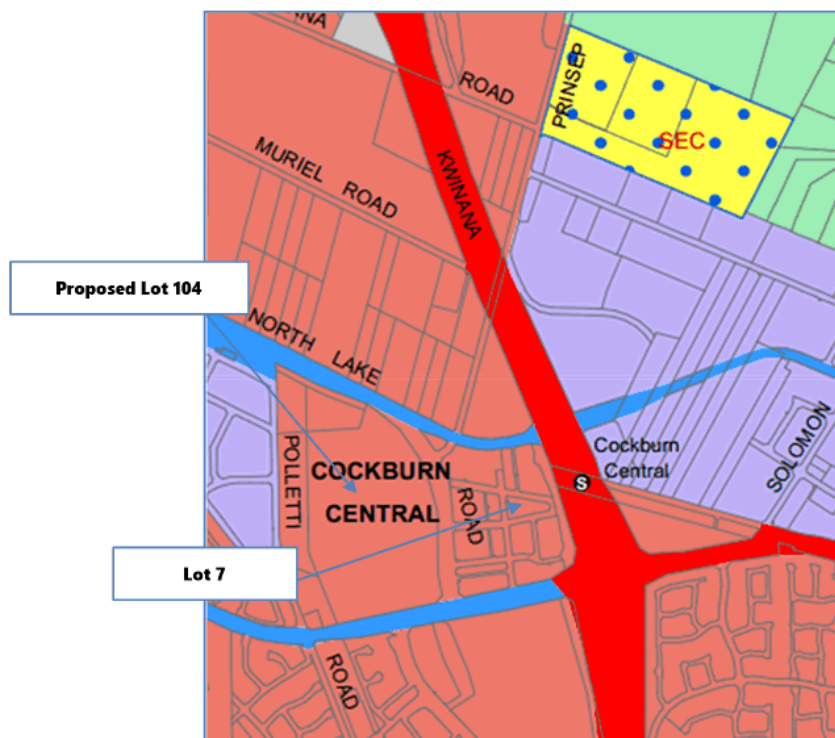 ANA
ROAD
PRINSEP
SEC
MURIEL ROAD
KWINANA
Proposed Lot 104
NORTH LAKE
POLLETTI
COCKBURN
CENTRAL
ROAD
Cockburn
Central
S
SOLOMON
Lot 7
ROAD